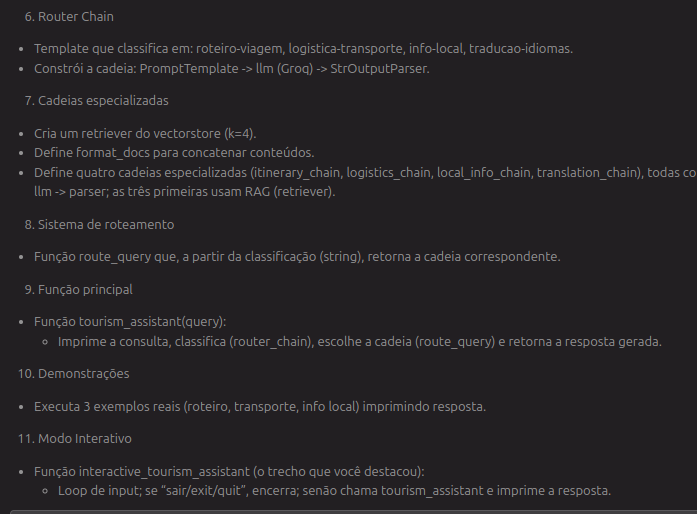 6. Router Chain
• Template que classifica em: roteiro-viagem, logistica-transporte, info-local, traducao-idiomas.
• Constrói a cadeia: PromptTemplate -> llm (Groq) -> StrOutputParser.
7. Cadeias especializadas
• Cria um retriever do vectorstore (k=4).
• Define format_docs para concatenar conteúdos.
• Define quatro cadeias especializadas (itinerary_chain, logistics_chain, local_info_chain, translation_chain), todas co
llm -> parser; as três primeiras usam RAG (retriever).
8. Sistema de roteamento
• Função route_query que, a partir da classificação (string), retorna a cadeia correspondente.
9. Função principal
• Função tourism_assistant(query):
◦ Imprime a consulta, classifica (router_chain), escolhe a cadeia (route_query) e retorna a resposta gerada.
10. Demonstrações
• Executa 3 exemplos reais (roteiro, transporte, info local) imprimindo resposta.
11. Modo Interativo
• Função interactive_tourism_assistant (o trecho que você destacou):
◦ Loop de input; se “sair/exit/quit”, encerra; senão chama tourism_assistant e imprime a resposta.